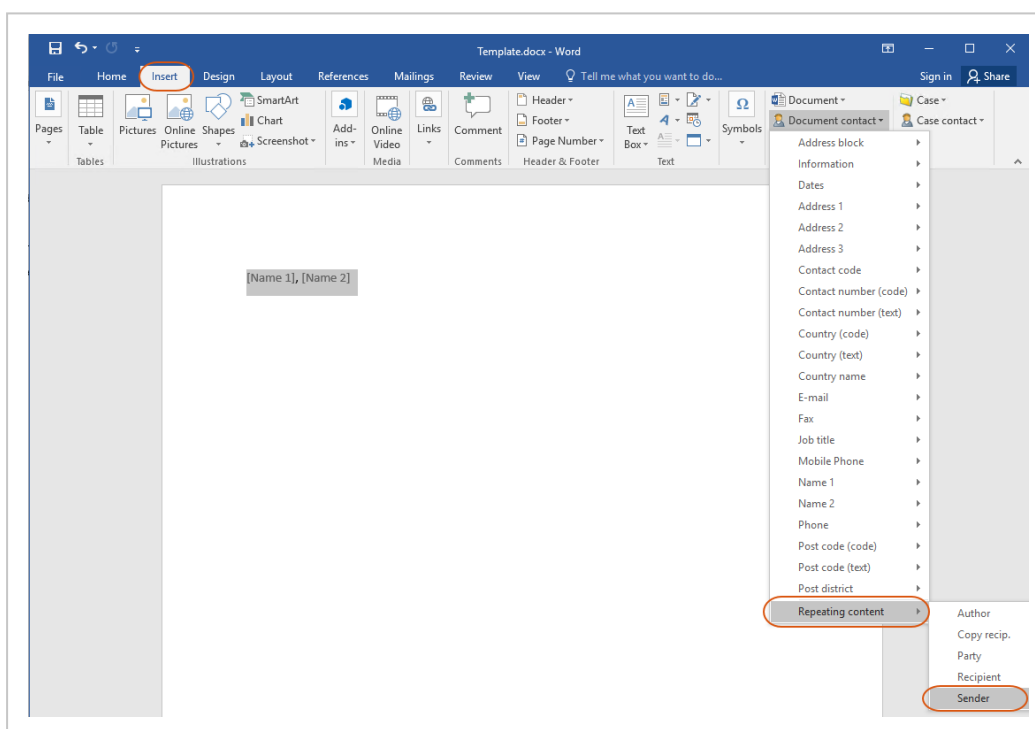 Template.docx - Word
File Home Insert Design Layout References Mailings Review View Tell me what you want to do... Sign in Share
Pages
Table
Pictures
Online Pictures
Shapes
SmartArt
Chart
Screenshot
Add-ins
Online Video
Links
Comment
Header
Footer
Page Number
Text Box
Symbols
Document
Document contact
Case
Case contact
Tables Illustrations Media Comments Header & Footer Text
[Name 1], [Name 2]
Address block
Information
Dates
Address 1
Address 2
Address 3
Contact code
Contact number (code)
Contact number (text)
Country (code)
Country (text)
Country name
E-mail
Fax
Job title
Mobile Phone
Name 1
Name 2
Phone
Post code (code)
Post code (text)
Post district
Repeating content
Author
Copy recip.
Party
Recipient
Sender